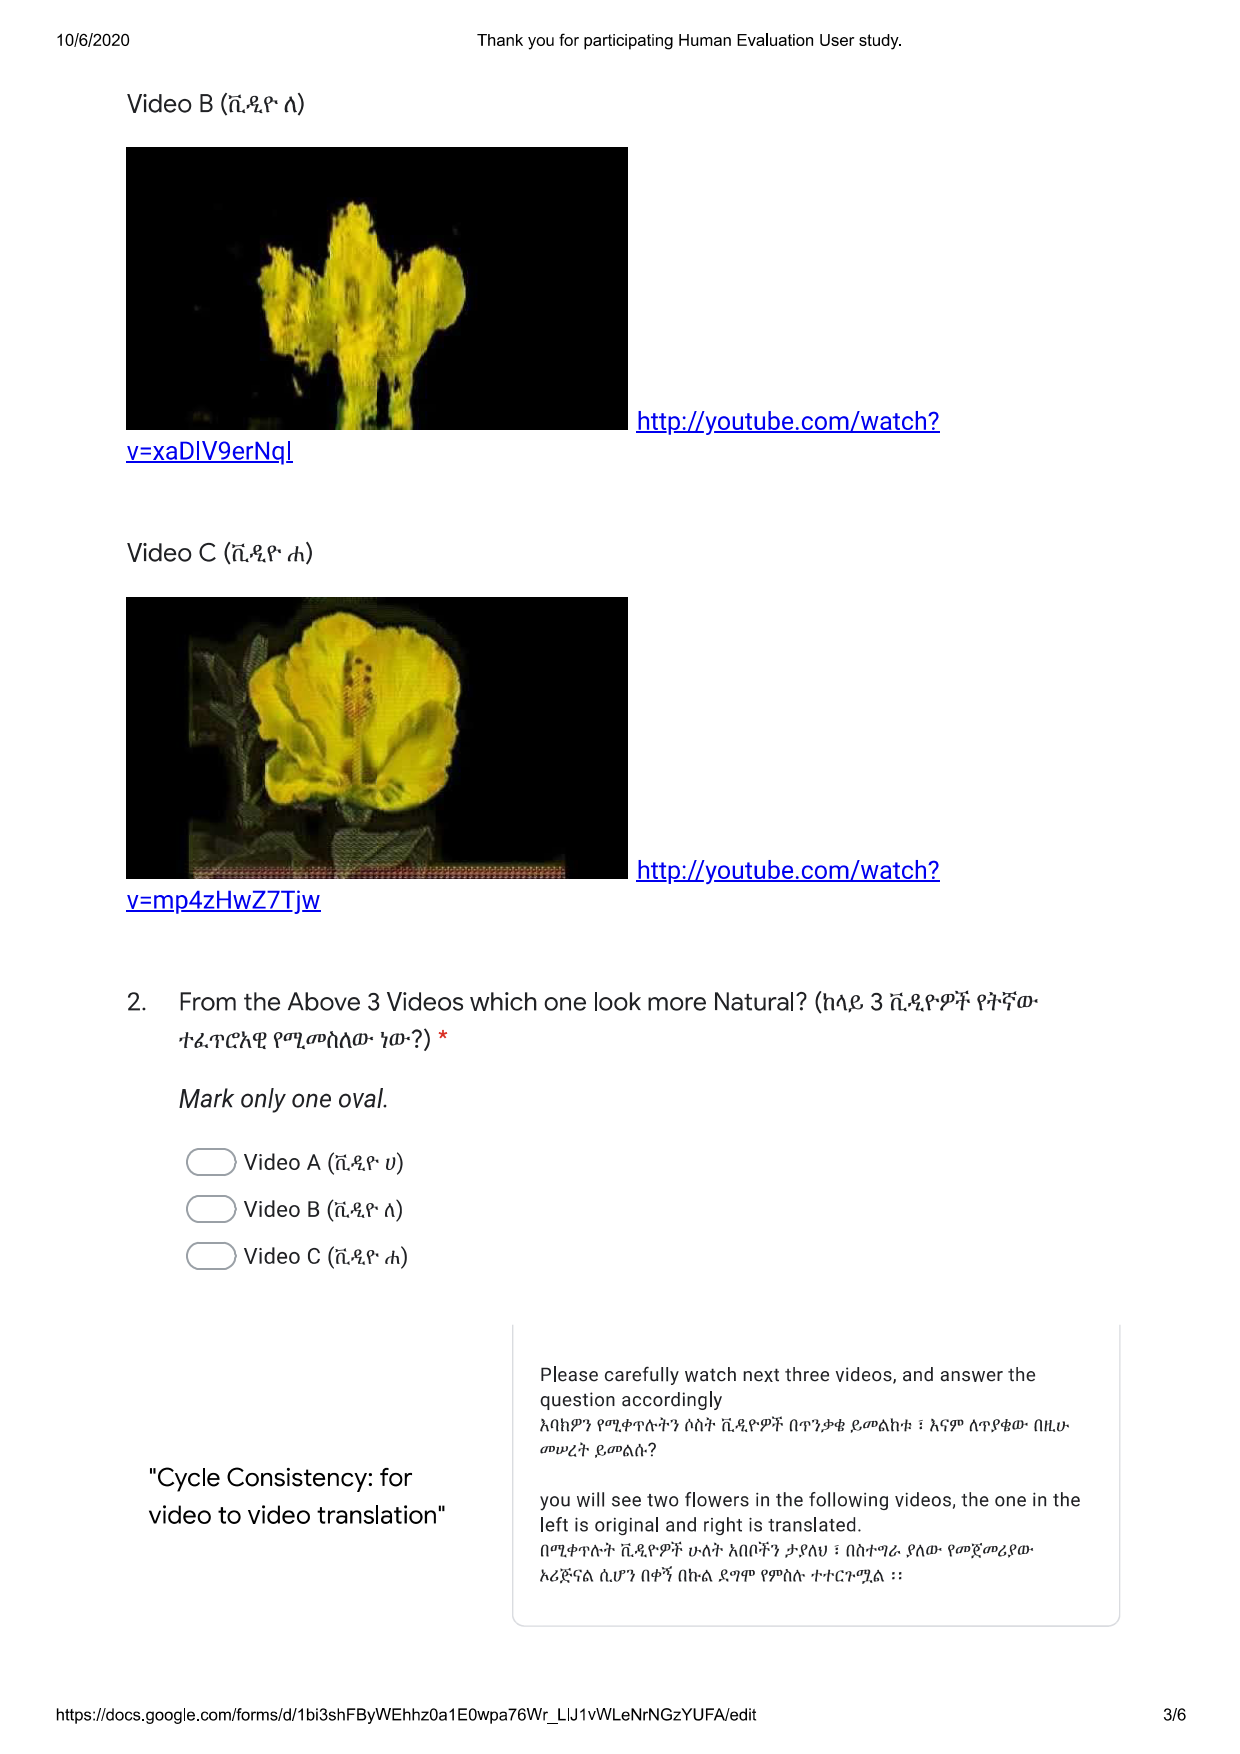 10/6/2020 Thank you for participating Human Evaluation User study.
Video B (ቪዲዮ ለ)
http://youtube.com/watch?
v=xaDlV9erNqI
Video C (ቪዲዮ ሐ)
http://youtube.com/watch?
v=mp4zHwZ7Tjw
2. From the Above 3 Videos which one look more Natural? (ከላይ 3 ቪዲዮዎች የትኛው
ተፈጥሮአዊ የሚመስለው ነው?) *
Mark only one oval.
Video A (ቪዲዮ ሀ)
Video B (ቪዲዮ ለ)
Video C (ቪዲዮ ሐ)
"Cycle Consistency: for
video to video translation"
Please carefully watch next three videos, and answer the
question accordingly
እባክዎን የሚቀጥሉትን ሶስት ቪዲዮዎች በጥንቃቄ ይመልከቱ ፣ እናም ለጥያቄው በዚሁ
መሠረት ይመልሱ?
you will see two flowers in the following videos, the one in the
left is original and right is translated.
በሚቀጥሉት ቪዲዮዎች ሁለት አበቦችን ታያለህ ፣ በስተግራ ያለው የመጀመሪያው
ኦሪጅናል ሲሆን በቀኝ በኩል ደግሞ የምስሉ ተተርጉሟል ፡፡
https://docs.google.com/forms/d/1bi3shFByWEhhz0a1E0wpa76Wr_LlJ1vWLeNrNGzYUFA/edit 3/6